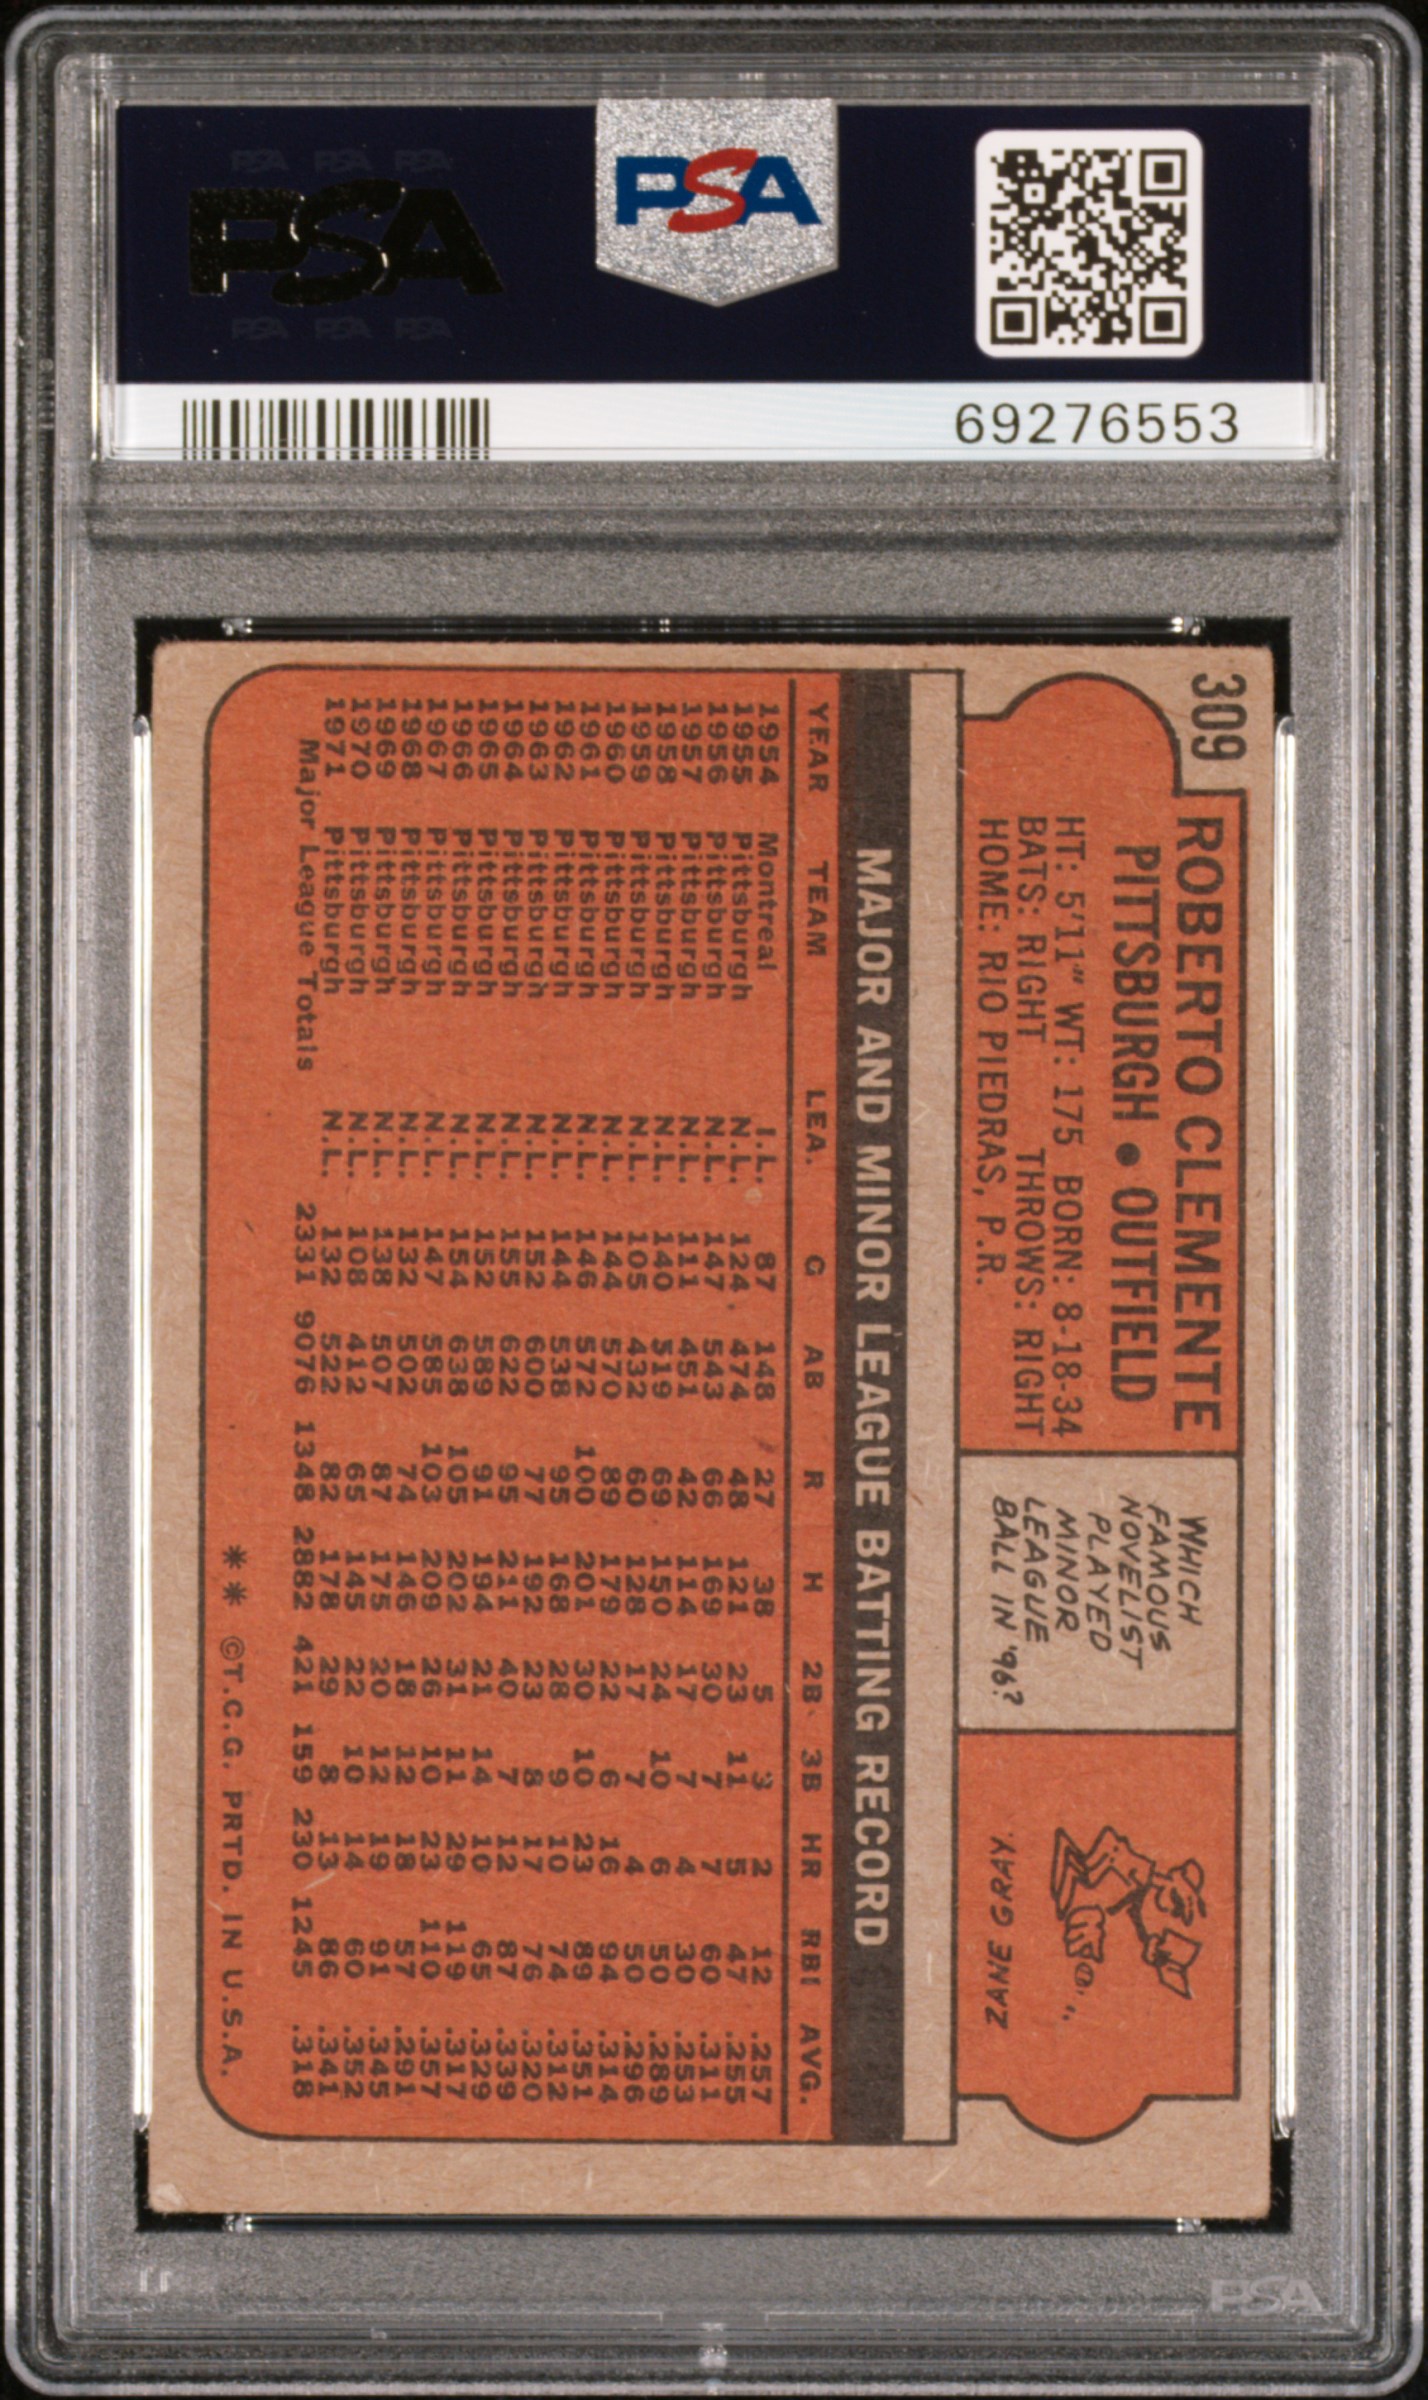 PSA PSA PSA
PSA
PSA PSA PSA
PSA
69276553
309
ROBERTO CLEMENTE
PITTSBURGH • OUTFIELD
HT: 5'11" WT: 175 BORN: 8-18-34
BATS: RIGHT THROWS: RIGHT
HOME: RIO PIEDRAS, P.R.
WHICH
FAMOUS
NOVELIST
PLAYED
MINOR
LEAGUE
BALL IN '96?
ZANE GRAY.
MAJOR AND MINOR LEAGUE BATTING RECORD
YEAR TEAM LEA. G AB R H 2B 3B HR RBI AVG.
1954 Montreal I.L. 87 148 27 38 5 3 2 12 .257
1955 Pittsburgh N.L. 124 474 48 121 23 11 5 47 .255
1956 Pittsburgh N.L. 147 543 66 169 30 7 7 60 .311
1957 Pittsburgh N.L. 111 451 42 114 17 7 4 30 .253
1958 Pittsburgh N.L. 140 519 69 150 24 10 6 50 .289
1959 Pittsburgh N.L. 105 432 60 128 17 7 4 50 .296
1960 Pittsburgh N.L. 144 570 89 179 22 6 16 94 .314
1961 Pittsburgh N.L. 146 572 100 201 30 10 23 89 .351
1962 Pittsburgh N.L. 144 538 95 168 28 9 10 74 .312
1963 Pittsburgh N.L. 152 600 77 192 23 8 17 76 .320
1964 Pittsburgh N.L. 155 622 95 211 40 7 12 87 .339
1965 Pittsburgh N.L. 152 589 91 194 21 14 10 65 .329
1966 Pittsburgh N.L. 154 638 105 202 31 11 29 119 .317
1967 Pittsburgh N.L. 147 585 103 209 26 10 23 110 .357
1968 Pittsburgh N.L. 132 502 74 146 18 12 18 57 .291
1969 Pittsburgh N.L. 138 507 87 175 20 12 19 91 .345
1970 Pittsburgh N.L. 108 412 65 145 22 10 14 60 .352
1971 Pittsburgh N.L. 132 522 82 178 29 8 13 86 .341
Major League Totals 2331 9076 1348 2882 421 159 230 1245 .318
** ©T.C.G. PRTD. IN U.S.A.
PSA